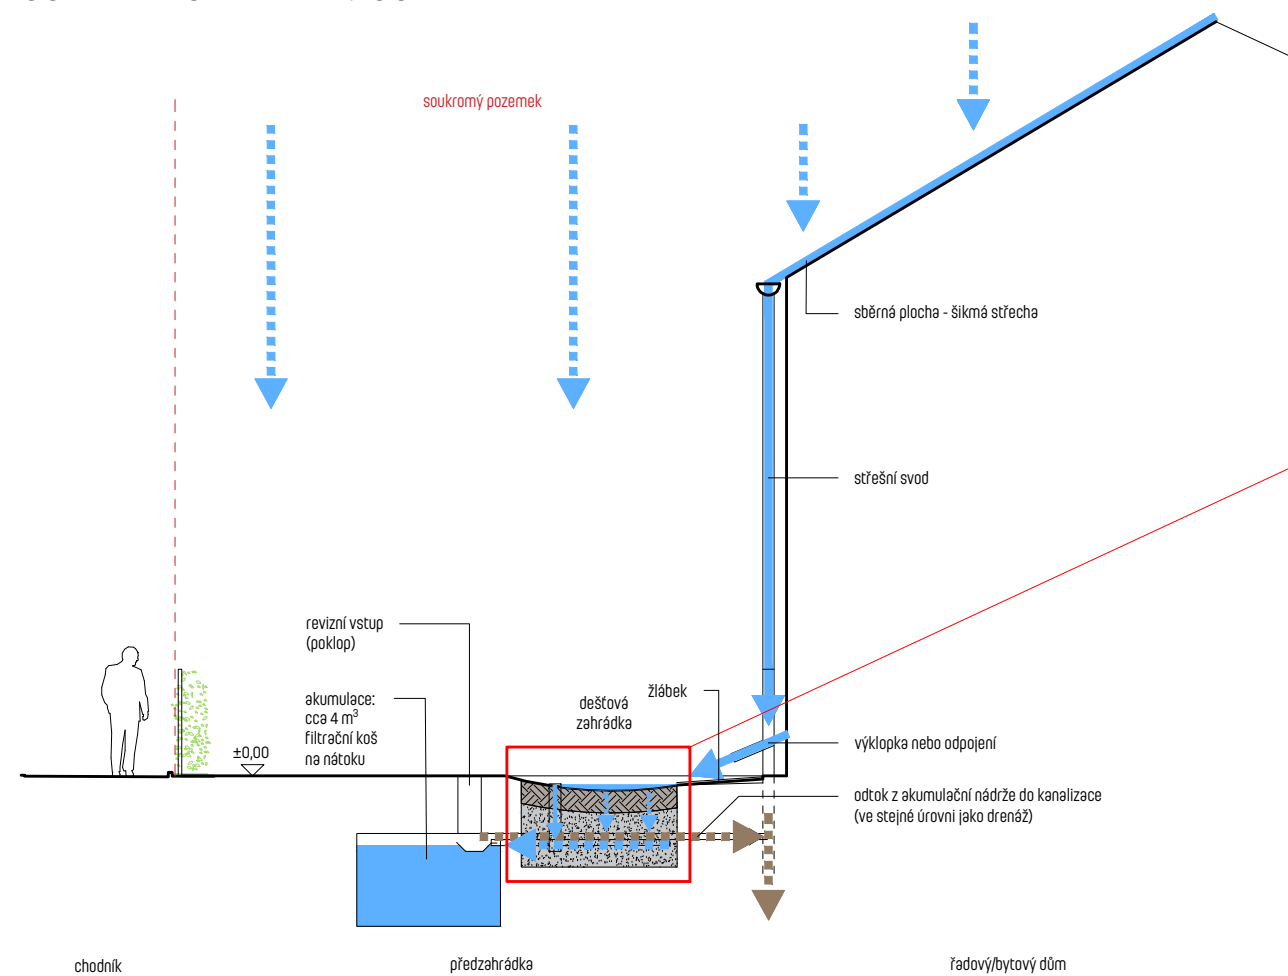 soukromý pozemek
sběrná plocha - šikmá střecha
střešní svod
revizní vstup
(poklop)
akumulace:
cca 4 m³
filtrační koš
na nátoku
±0,00
dešťová
zahrádka
žlábek
výklopka nebo odpojení
odtok z akumulační nádrže do kanalizace
(ve stejné úrovni jako drenáž)
chodník
předzahrádka
řadový/bytový dům